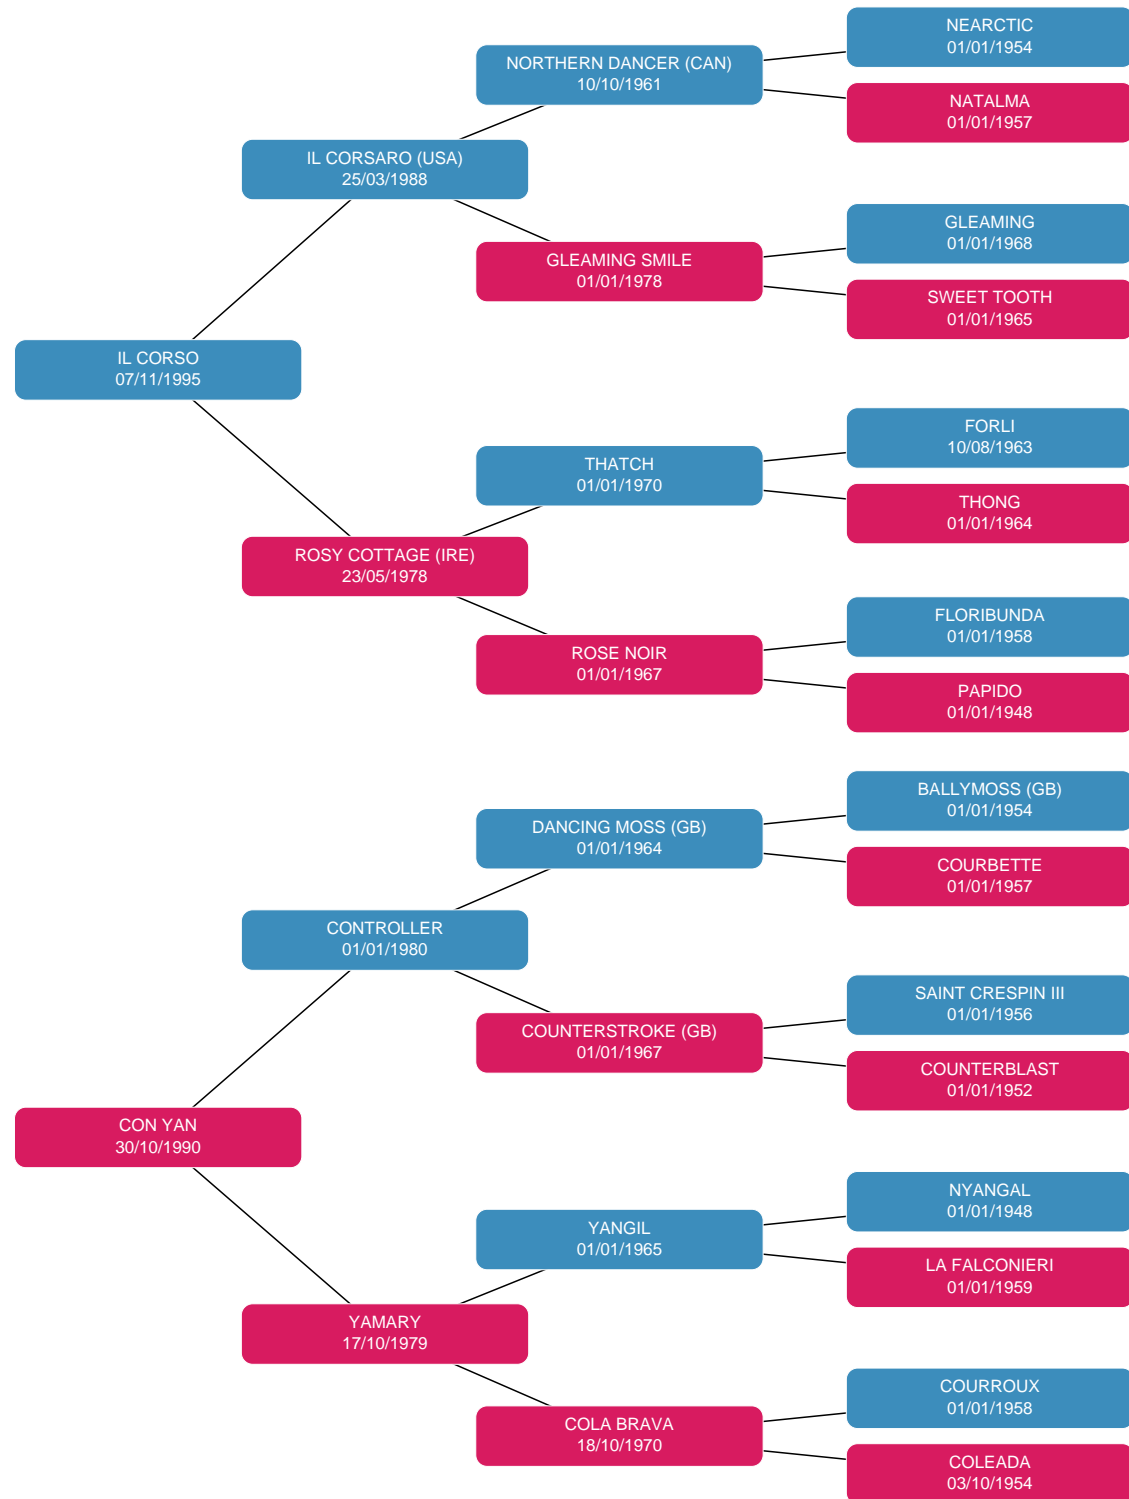 NEARCTIC
01/01/1954
NORTHERN DANCER (CAN)
10/10/1961
NATALMA
01/01/1957
IL CORSARO (USA)
25/03/1988
GLEAMING
01/01/1968
GLEAMING SMILE
01/01/1978
SWEET TOOTH
01/01/1965
IL CORSO
07/11/1995
FORLI
10/08/1963
THATCH
01/01/1970
THONG
01/01/1964
ROSY COTTAGE (IRE)
23/05/1978
FLORIBUNDA
01/01/1958
ROSE NOIR
01/01/1967
PAPIDO
01/01/1948
BALLYMOSS (GB)
01/01/1954
DANCING MOSS (GB)
01/01/1964
COURBETTE
01/01/1957
CONTROLLER
01/01/1980
SAINT CRESPIN III
01/01/1956
COUNTERSTROKE (GB)
01/01/1967
COUNTERBLAST
01/01/1952
CON YAN
30/10/1990
NYANGAL
01/01/1948
YANGIL
01/01/1965
LA FALCONIERI
01/01/1959
YAMARY
17/10/1979
COURROUX
01/01/1958
COLA BRAVA
18/10/1970
COLEADA
03/10/1954